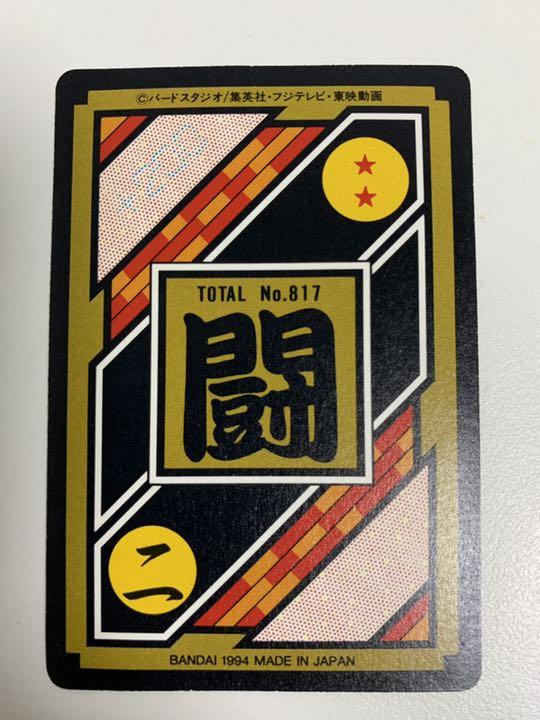 ©バードスタジオ/集英社・フジテレビ・東映動画
TOTAL No.817
闘
二
BANDAI 1994 MADE IN JAPAN